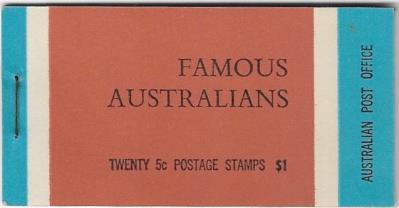 FAMOUS
AUSTRALIANS
TWENTY 5c POSTAGE STAMPS $1
AUSTRALIAN POST OFFICE